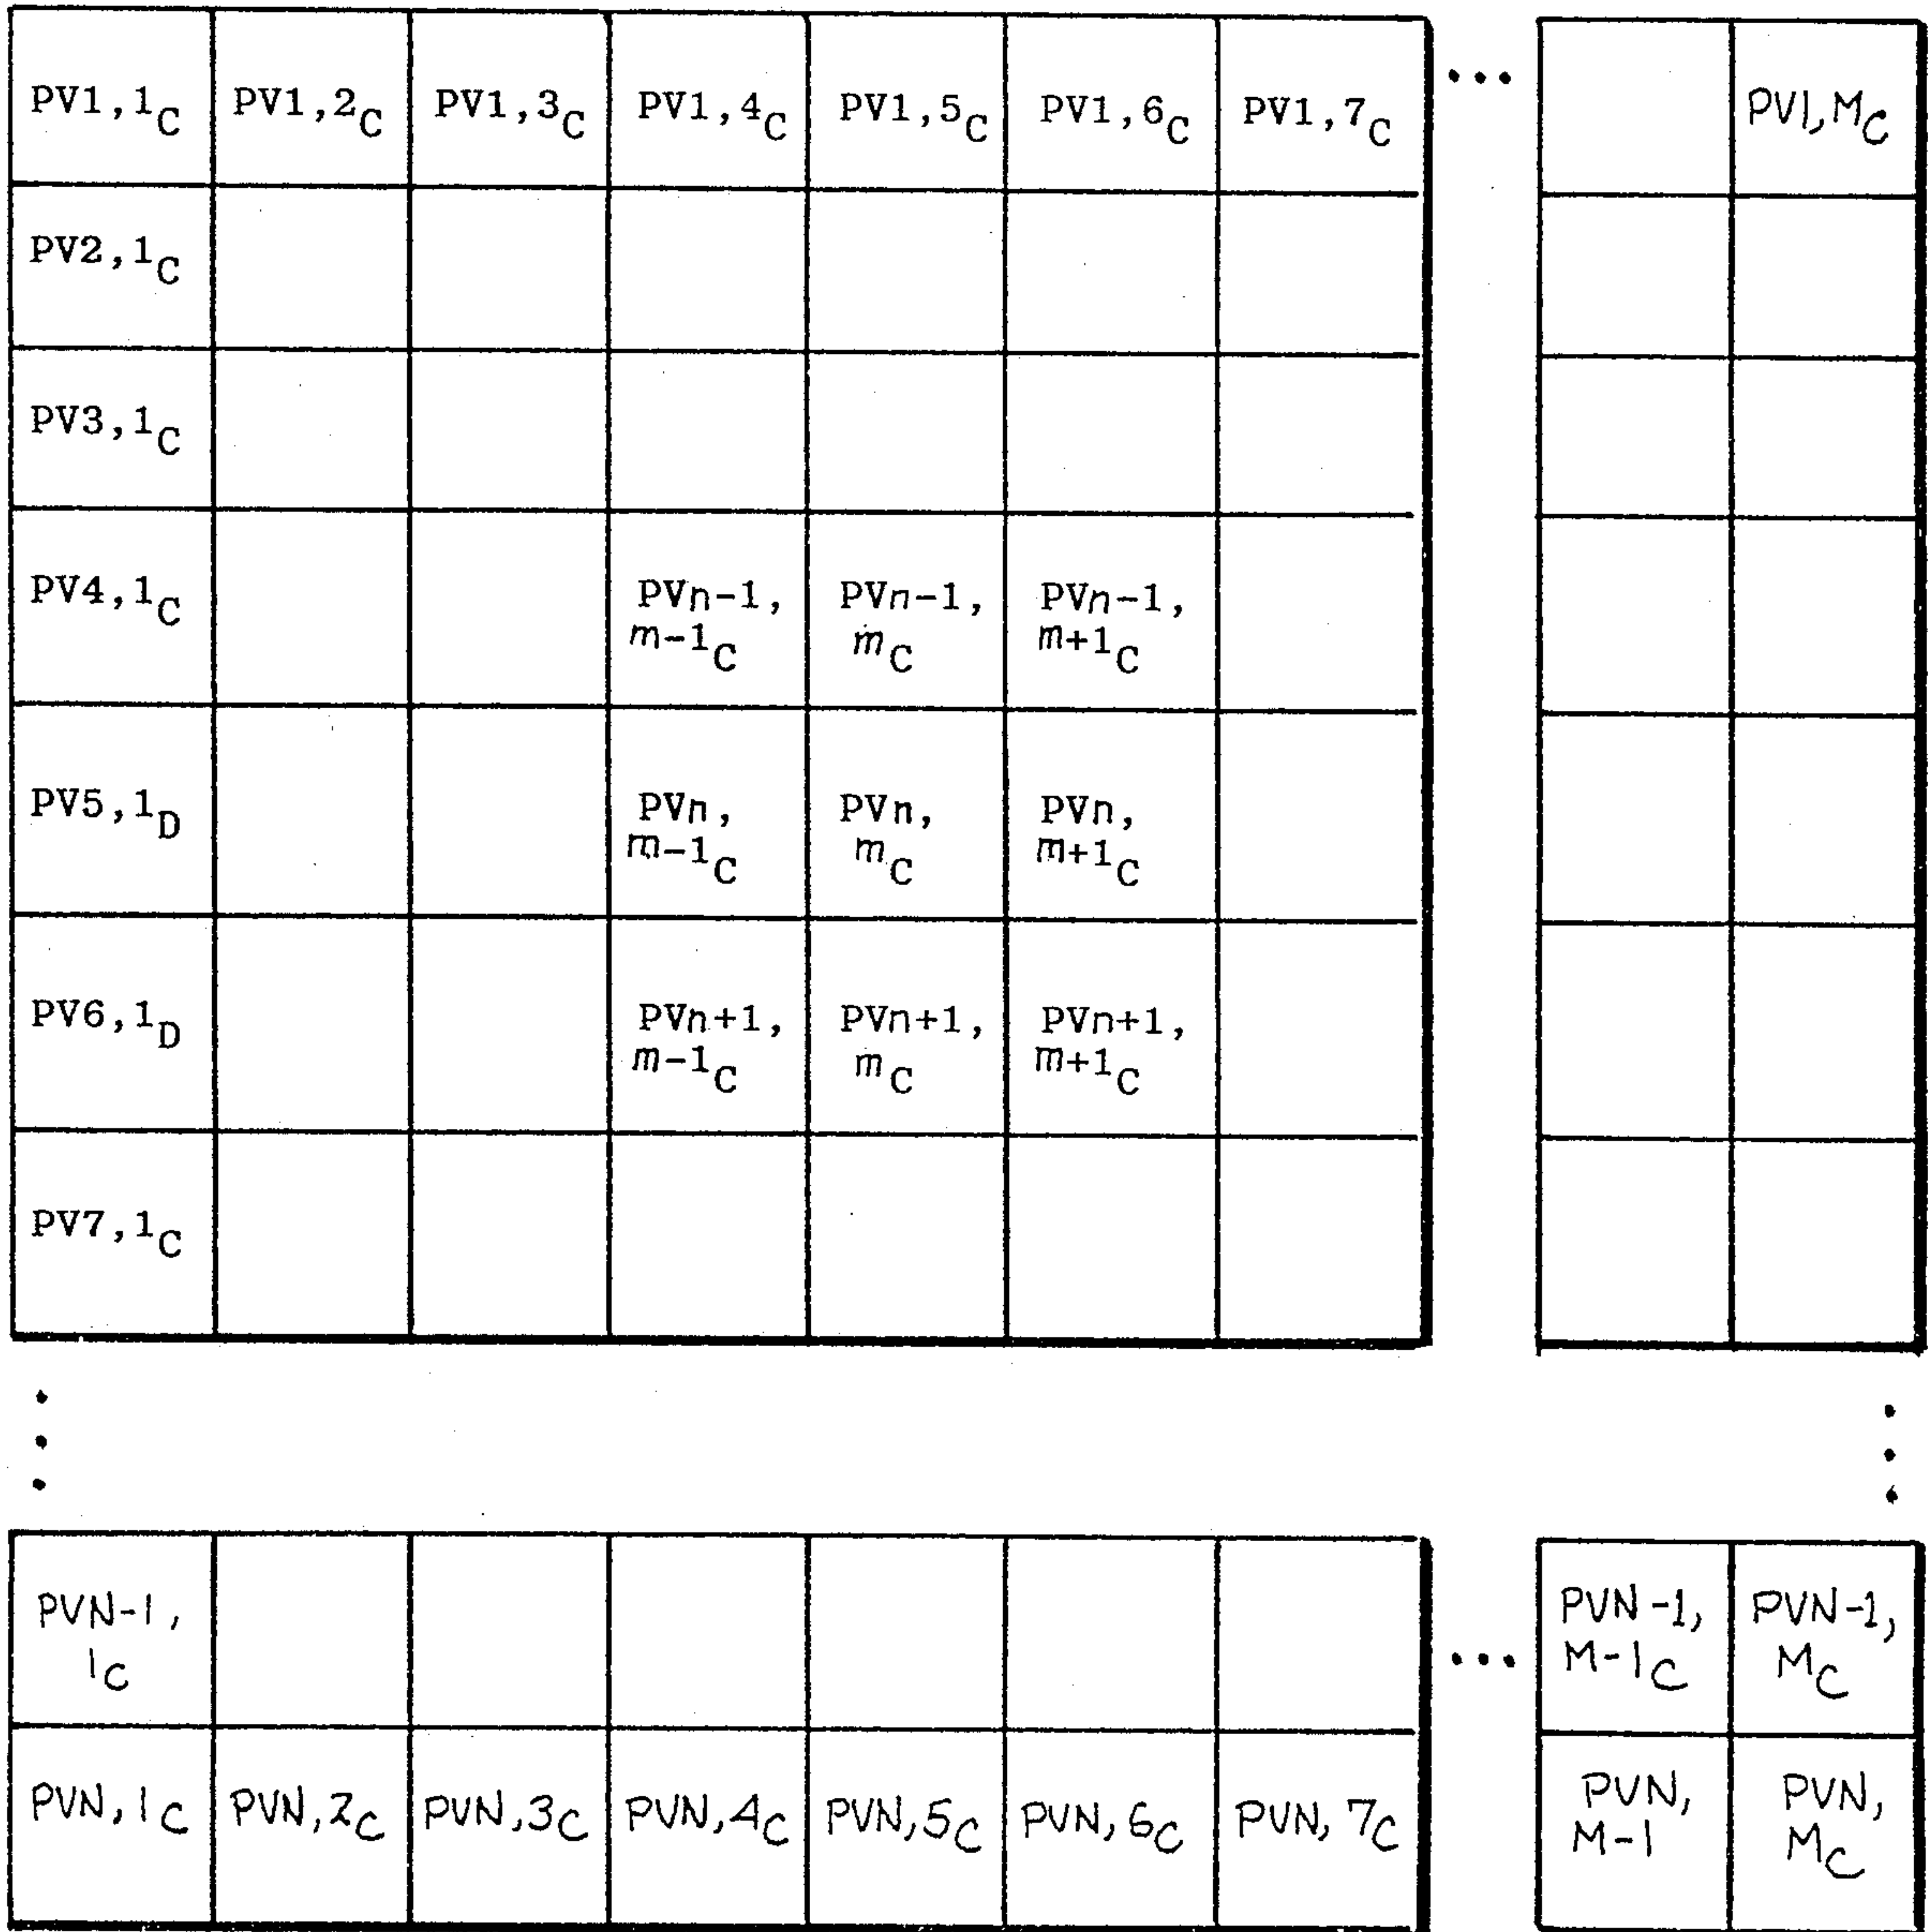 PV1,1C PV1,2C PV1,3C PV1,4C PV1,5C PV1,6C PV1,7C ... PV1,MC
PV2,1C
PV3,1C
PV4,1C PVn-1, PVn-1, PVn-1,
m-1C mC m+1C
PV5,1D PVn, PVn, PVn,
m-1C mC m+1C
PV6,1D PVn+1, PVn+1, PVn+1,
m-1C mC m+1C
PV7,1C
PVN-1, ... PVN-1, PVN-1,
1C M-1C MC
PVN,1C PVN,2C PVN,3C PVN,4C PVN,5C PVN,6C PVN,7C PVN, PVN,
M-1 MC